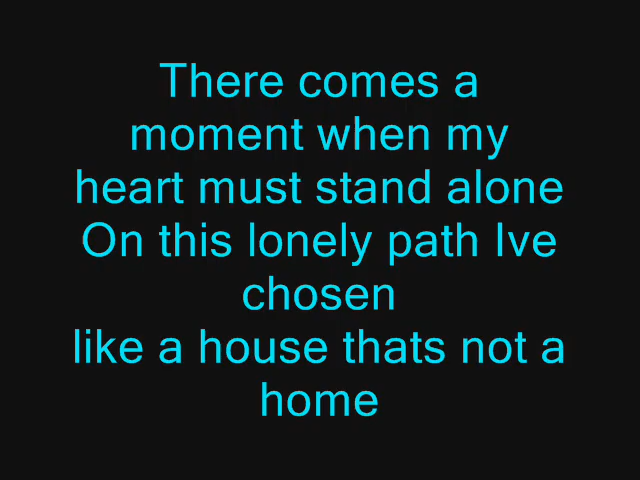 There comes a
moment when my
heart must stand alone
On this lonely path Ive
chosen
like a house thats not a
home